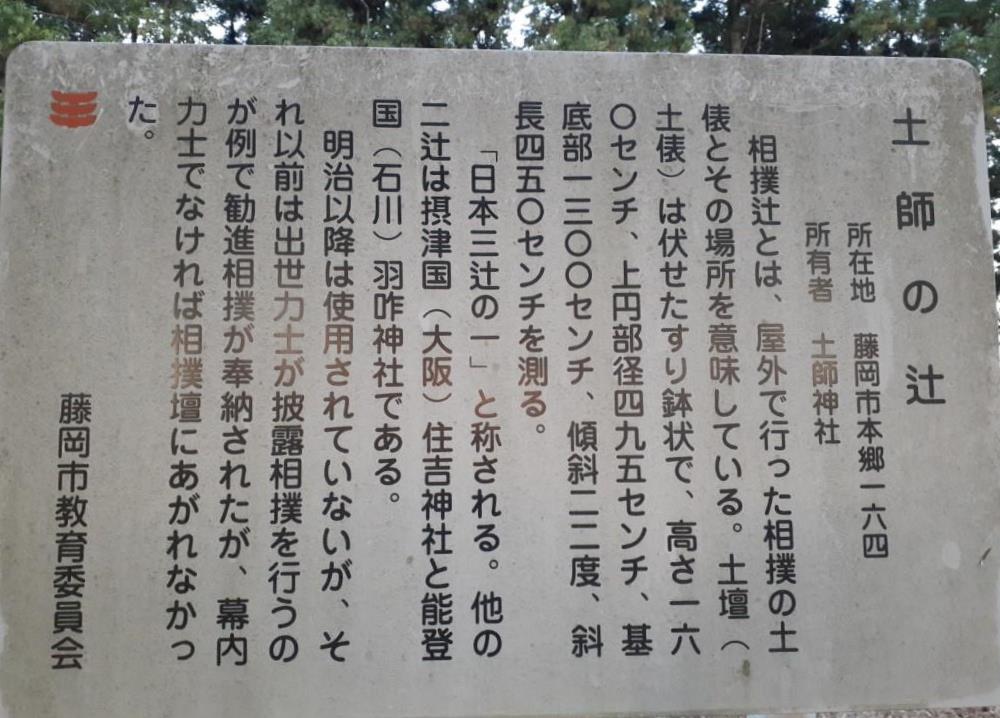 土師の辻
所在地 藤岡市本郷一六四
所有者 土師神社
相撲辻とは、屋外で行った相撲の土
俵とその場所を意味している。土壇（
土俵）は伏せたすり鉢状で、高さ一六
〇センチ、上円部径四九五センチ、基
底部一三〇〇センチ、傾斜二二度、斜
長四五〇センチを測る。
「日本三辻の一」と称される。他の
二辻は摂津国（大阪）住吉神社と能登
国（石川）羽咋神社である。
明治以降は使用されていないが、そ
れ以前は出世力士が披露相撲を行うの
が例で勧進相撲が奉納されたが、幕内
力士でなければ相撲壇にあがれなかっ
た。
藤岡市教育委員会